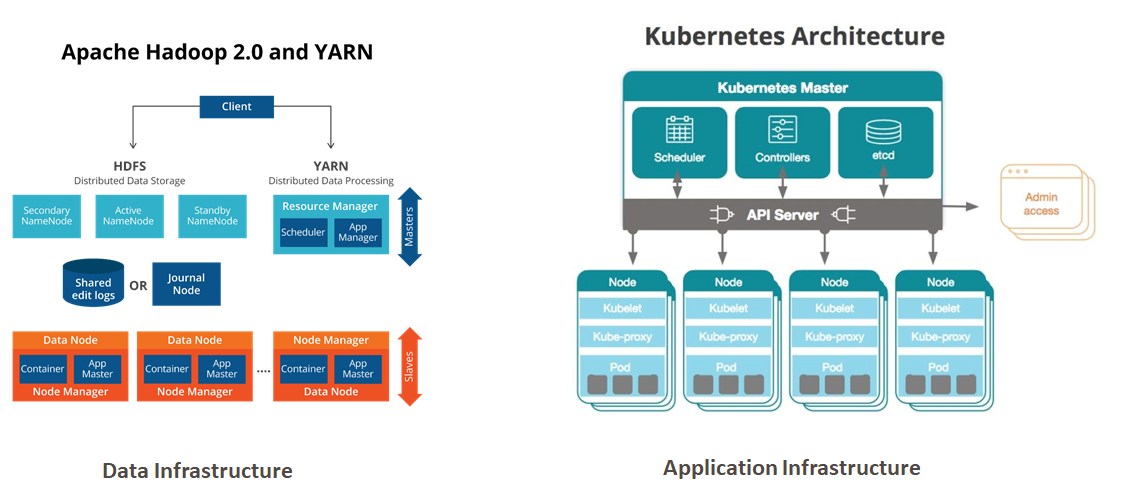 Apache Hadoop 2.0 and YARN
Client
HDFS
Distributed Data Storage
YARN
Distributed Data Processing
Secondary
NameNode
Active
NameNode
Standby
NameNode
Resource Manager
Scheduler
App
Manager
Masters
Shared
edit logs
OR
Journal
Node
Data Node
Container
App
Master
Node Manager
Data Node
Container
App
Master
Node Manager
....
Node Manager
Container
App
Master
Data Node
Slaves
Data Infrastructure
Kubernetes Architecture
Kubernetes Master
Scheduler
Controllers
etcd
API Server
Admin
access
Node
Kubelet
Kube-proxy
Pod
Node
Kubelet
Kube-proxy
Pod
Node
Kubelet
Kube-proxy
Pod
Node
Kubelet
Kube-proxy
Pod
Application Infrastructure